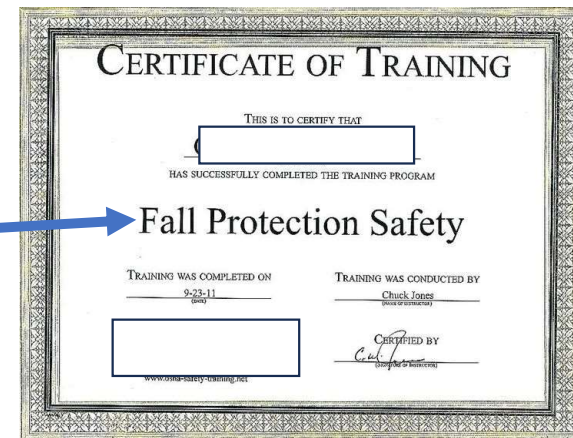 CERTIFICATE OF TRAINING
THIS IS TO CERTIFY THAT
HAS SUCCESSFULLY COMPLETED THE TRAINING PROGRAM
Fall Protection Safety
TRAINING WAS COMPLETED ON
9-23-11
(DATE)
TRAINING WAS CONDUCTED BY
Chuck Jones
(NAME OF INSTRUCTOR)
CERTIFIED BY
(SIGNATURE OF INSTRUCTOR)
www.osha-safety-training.net